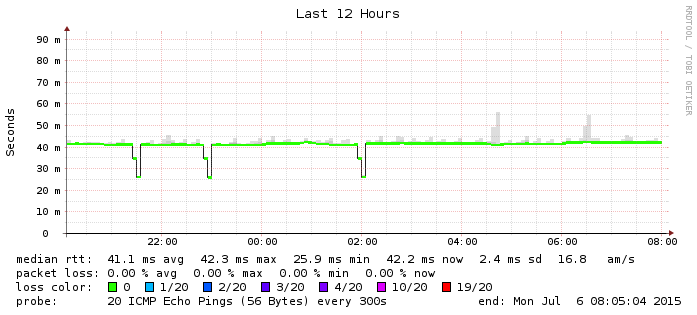 Last 12 Hours
RRDTOOL / TOBI OETIKER
Seconds
90 m
80 m
70 m
60 m
50 m
40 m
30 m
20 m
10 m
0
22:00 00:00 02:00 04:00 06:00 08:00
median rtt: 41.1 ms avg 42.3 ms max 25.9 ms min 42.2 ms now 2.4 ms sd 16.8 am/s
packet loss: 0.00 % avg 0.00 % max 0.00 % min 0.00 % now
loss color: 0 1/20 2/20 3/20 4/20 10/20 19/20
probe: 20 ICMP Echo Pings (56 Bytes) every 300s end: Mon Jul 6 08:05:04 2015